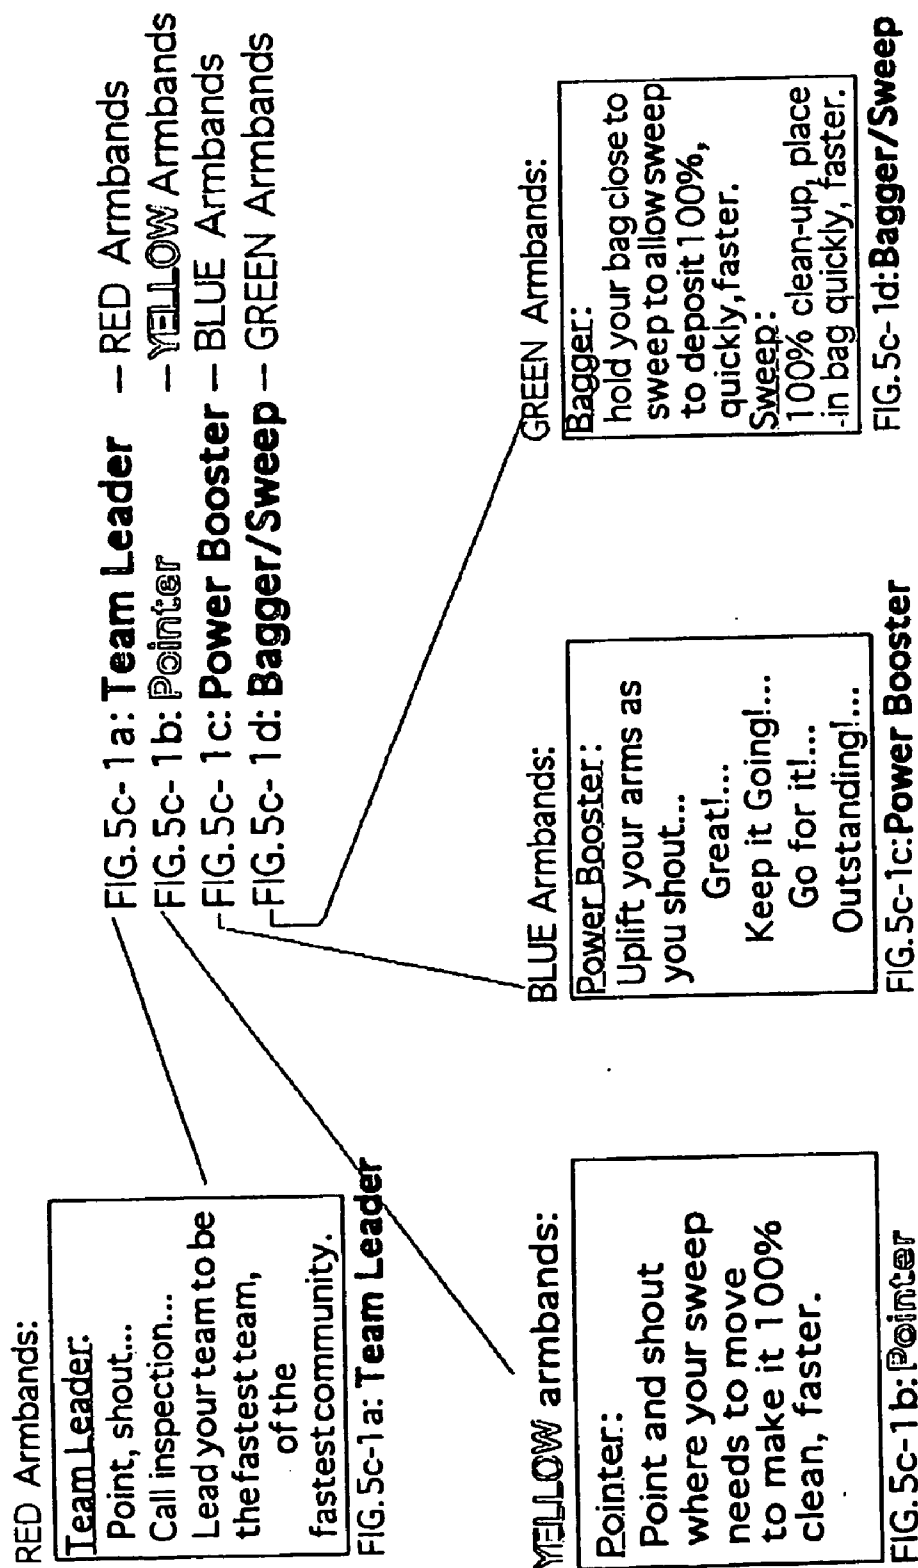 RED Armbands:
Team Leader:
Point, shout...
Call inspection...
Lead your team to be
the fastest team,
of the
fastest community.
FIG.5c-1a: Team Leader
FIG.5c-1a: Team Leader – RED Armbands
FIG.5c-1b: Pointer – YELLOW Armbands
FIG.5c-1c: Power Booster – BLUE Armbands
FIG.5c-1d: Bagger/Sweep – GREEN Armbands
YELLOW armbands:
Pointer:
Point and shout
where your sweep
needs to move
to make it 100%
clean, faster.
FIG.5c-1b: Pointer
BLUE Armbands:
Power Booster:
Uplift your arms as
you shout...
Great!...
Keep it Going!...
Go for it!...
Outstanding!...
FIG.5c-1c: Power Booster
GREEN Armbands:
Bagger:
hold your bag close to
sweep to allow sweep
to deposit 100%,
quickly, faster.
Sweep:
100% clean-up, place
-in bag quickly, faster.
FIG.5c-1d: Bagger/Sweep